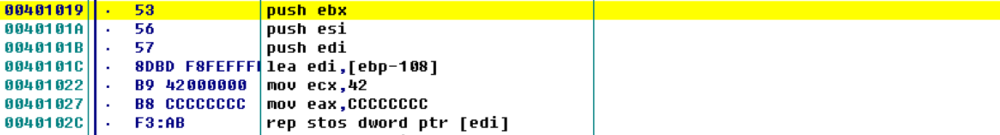 00401019 · 53 push ebx
0040101A · 56 push esi
0040101B · 57 push edi
0040101C · 8DBD F8FEFFFF lea edi,[ebp-108]
00401022 · B9 42000000 mov ecx,42
00401027 · B8 CCCCCCCC mov eax,CCCCCCCC
0040102C · F3:AB rep stos dword ptr [edi]